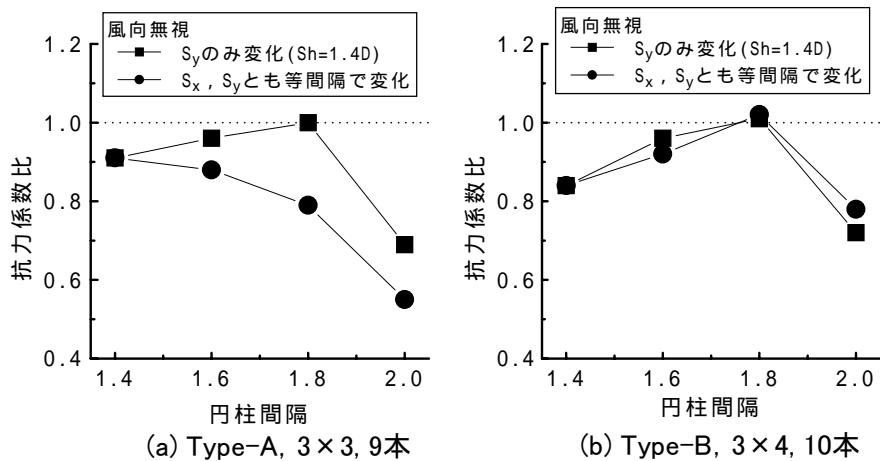 風向無視
Syのみ変化(Sh=1.4D)
Sx , Syとも等間隔で変化
1.2
1.0
0.8
0.6
0.4
抗力係数比
1.4 1.6 1.8 2.0
円柱間隔
(a) Type-A, 3×3, 9本
風向無視
Syのみ変化(Sh=1.4D)
Sx , Syとも等間隔で変化
1.2
1.0
0.8
0.6
0.4
抗力係数比
1.4 1.6 1.8 2.0
円柱間隔
(b) Type-B, 3×4, 10本